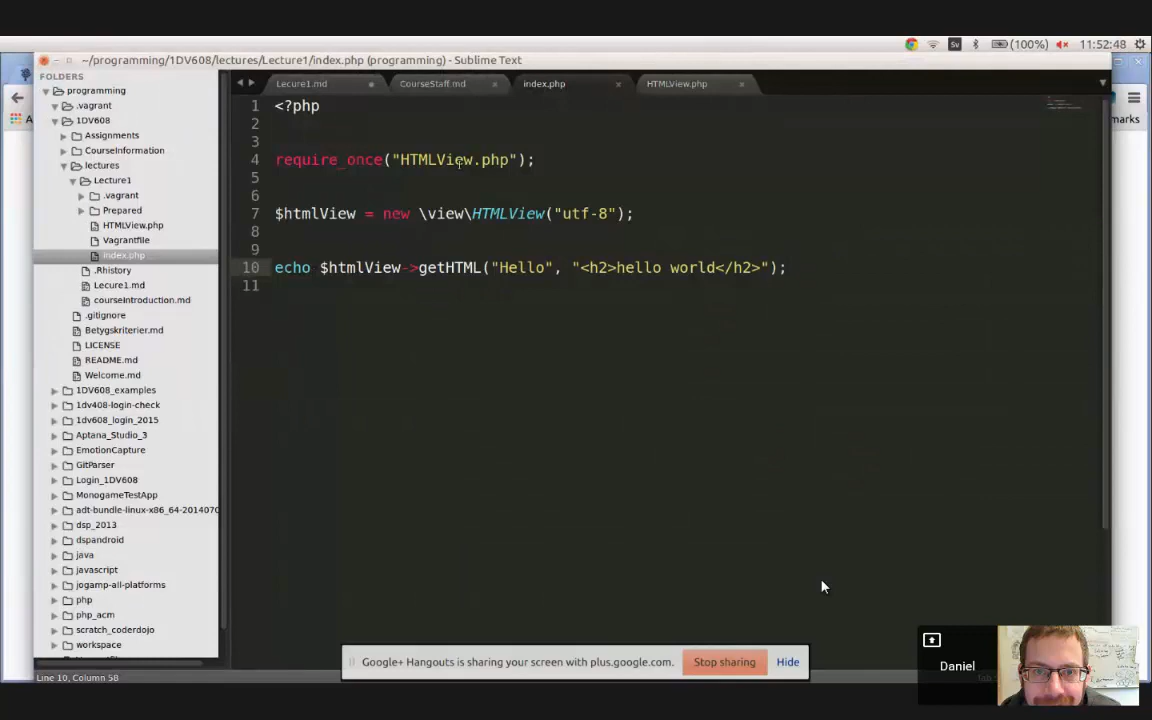 11:52:48
Sv
(100%)
~/programming/1DV608/lectures/Lecture1/index.php (programming) - Sublime Text
FOLDERS
programming
.vagrant
1DV608
Assignments
CourseInformation
lectures
Lecture1
.vagrant
Prepared
HTMLView.php
Vagrantfile
index.php
.Rhistory
Lecure1.md
courseIntroduction.md
.gitignore
Betygskriterier.md
LICENSE
README.md
Welcome.md
1DV608_examples
1dv408-login-check
1dv608_login_2015
Aptana_Studio_3
EmotionCapture
GitParser
Login_1DV608
MonogameTestApp
adt-bundle-linux-x86_64-2014070
dsp_2013
dspandroid
java
javascript
jogamp-all-platforms
php
php_acm
scratch_coderdojo
workspace
Lecure1.md
CourseStaff.md
index.php
HTMLView.php
1 <?php
2
3
4 require_once("HTMLView.php");
5
6
7 $htmlView = new \view\HTMLView("utf-8");
8
9
10 echo $htmlView->getHTML("Hello", "<h2>hello world</h2>");
11
A
marks
Google+ Hangouts is sharing your screen with plus.google.com.
Stop sharing
Hide
Daniel
Line 10, Column 58